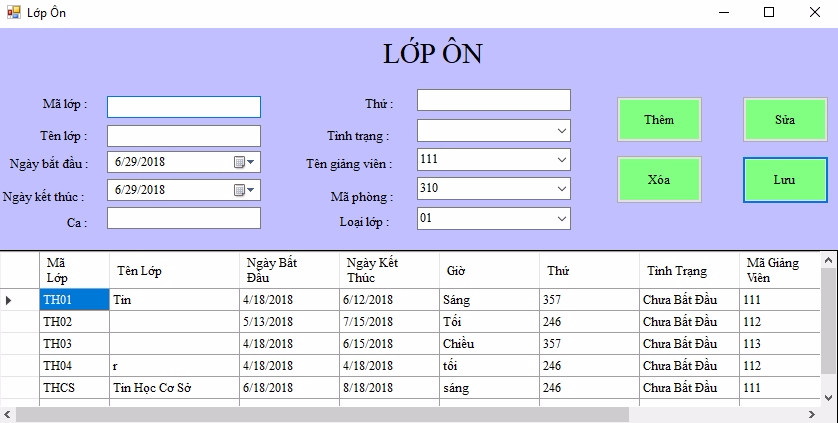 Lớp Ôn
LỚP ÔN
Mã lớp :
Thứ :
Thêm
Sửa
Tên lớp :
Tình trạng :
Ngày bắt đầu :
6/29/2018
Tên giảng viên :
111
Xóa
Lưu
Ngày kết thúc :
6/29/2018
Mã phòng :
310
Ca :
Loại lớp :
01
Mã Lớp Tên Lớp Ngày Bắt Đầu Ngày Kết Thúc Giờ Thứ Tình Trạng Mã Giảng Viên
TH01 Tin 4/18/2018 6/12/2018 Sáng 357 Chưa Bắt Đầu 111
TH02 5/13/2018 7/15/2018 Tối 246 Chưa Bắt Đầu 112
TH03 4/18/2018 6/15/2018 Chiều 357 Chưa Bắt Đầu 113
TH04 r 4/18/2018 4/18/2018 tối 246 Chưa Bắt Đầu 112
THCS Tin Học Cơ Sở 6/18/2018 8/18/2018 sáng 246 Chưa Bắt Đầu 111